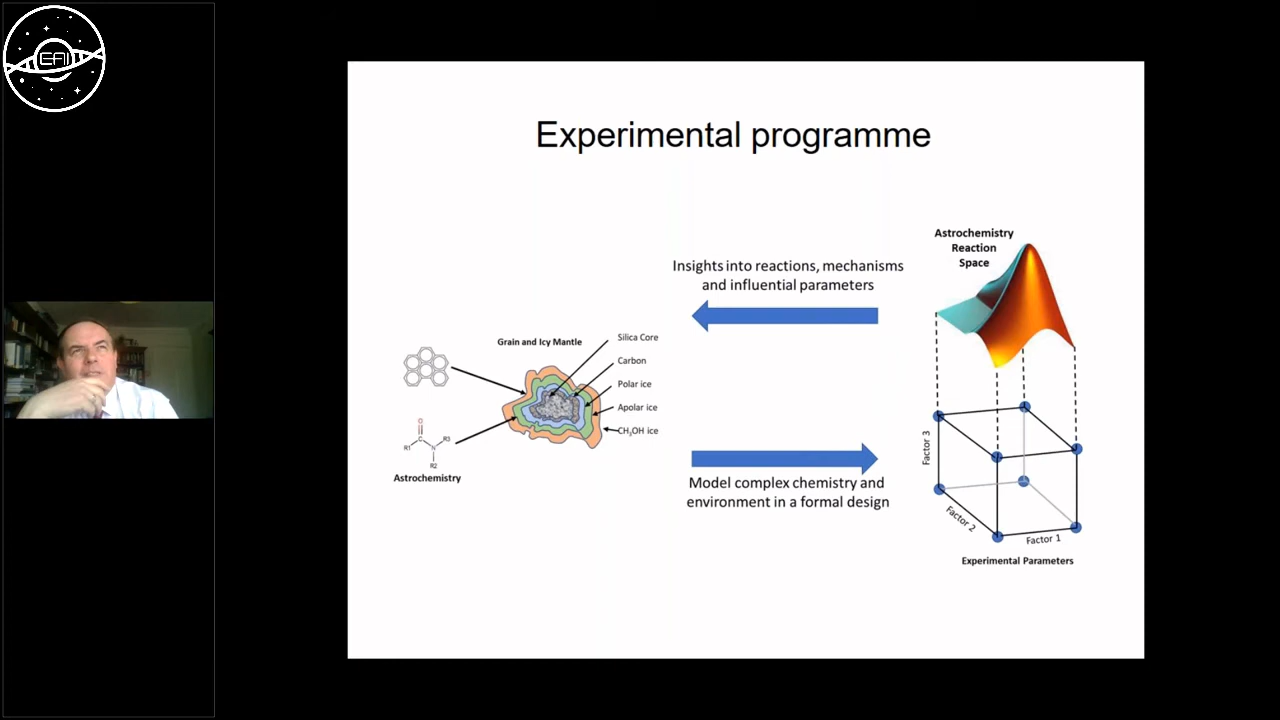 EAI
Experimental programme
Astrochemistry
Reaction
Space
Insights into reactions, mechanisms
and influential parameters
Grain and Icy Mantle
Silica Core
Carbon
Polar ice
Apolar ice
CH₃OH ice
O
R1
C
N
R3
R2
Astrochemistry
Model complex chemistry and
environment in a formal design
Factor 3
Factor 2
Factor 1
Experimental Parameters